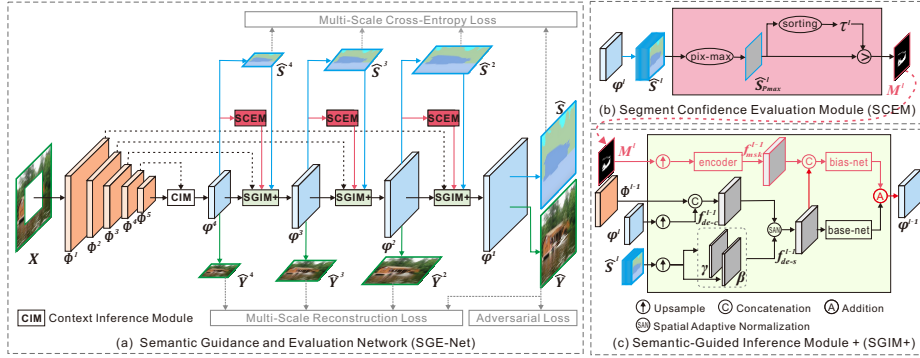 Multi-Scale Cross-Entropy Loss
Ŝ⁴
Ŝ³
Ŝ²
Ŝ
SCEM
SCEM
SCEM
X
Φ¹
Φ²
Φ³
Φ⁴
Φ⁵
CIM
φ⁴
SGIM+
φ³
SGIM+
φ²
SGIM+
φ¹
Ŷ⁴
Ŷ³
Ŷ²
Ŷ
CIM Context Inference Module
Multi-Scale Reconstruction Loss
Adversarial Loss
(a) Semantic Guidance and Evaluation Network (SGE-Net)
φˡ
Ŝˡ
pix-max
Ŝˡ_Pmax
sorting
τˡ
>
Mˡ
(b) Segment Confidence Evaluation Module (SCEM)
Mˡ
encoder
f^{l-1}_{msk}
C
bias-net
Φ^{l-1}
C
f^{l-1}_{de-c}
φˡ
SAN
f^{l-1}_{de-s}
base-net
A
φ^{l-1}
Ŝˡ
γ
β
Upsample
C Concatenation
A Addition
SAN Spatial Adaptive Normalization
(c) Semantic-Guided Inference Module + (SGIM+)